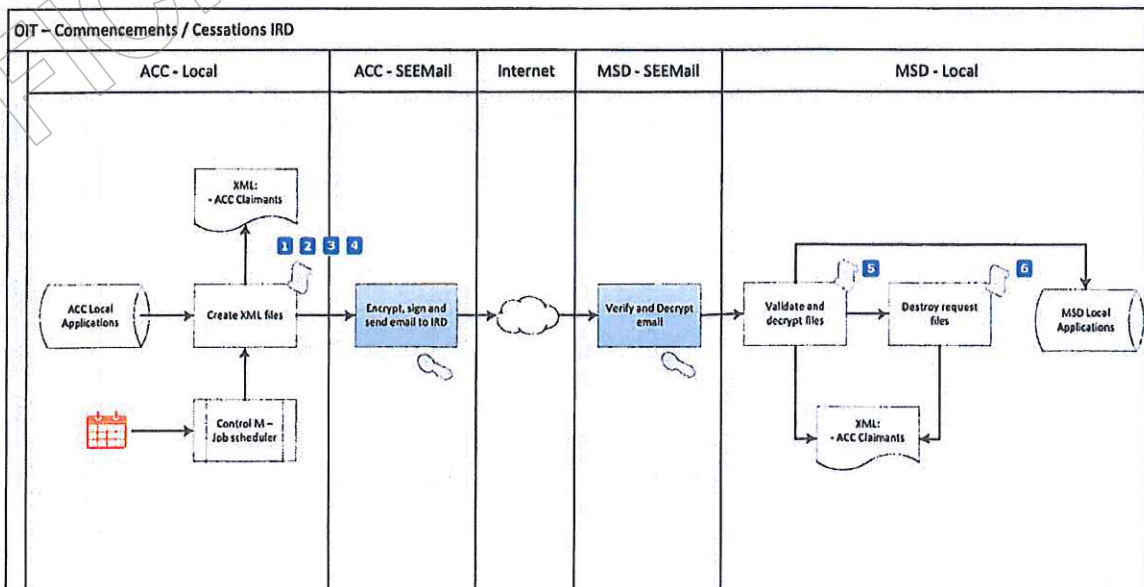 OIT – Commencements / Cessations IRD
ACC - Local
ACC - SEEMail
Internet
MSD - SEEMail
MSD - Local
XML:
- ACC Claimants
1 2 3 4
ACC Local
Applications
Create XML files
Encrypt, sign and
send email to IRD
Verify and Decrypt
email
5
Validate and
decrypt files
6
Destroy request
files
MSD Local
Applications
Control M –
Job scheduler
XML:
- ACC Claimants